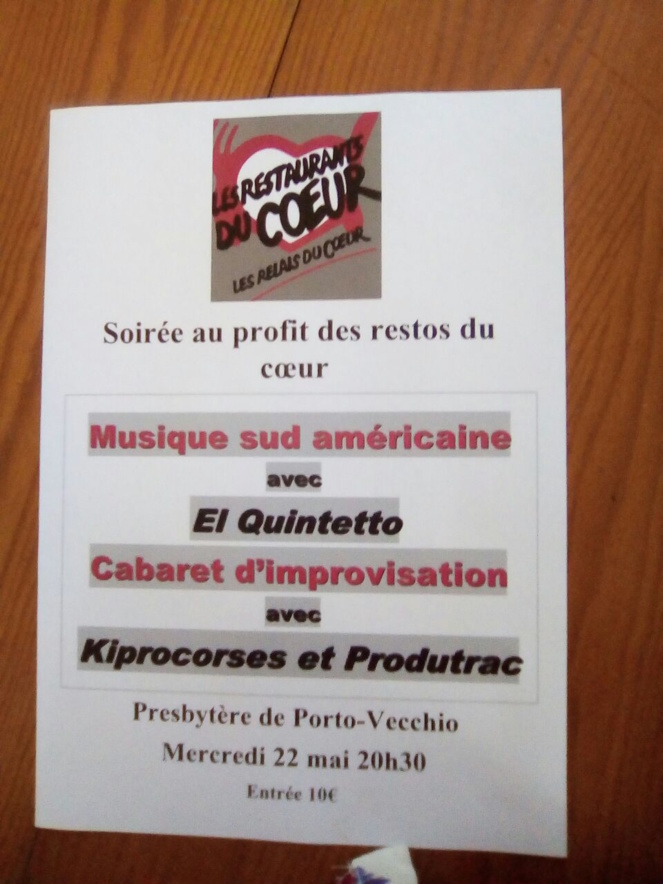 LES RESTAURANTS
DU COEUR
LES RELAIS DU CŒUR
Soirée au profit des restos du
cœur
Musique sud américaine
avec
El Quintetto
Cabaret d'improvisation
avec
Kiprocorses et Produtrac
Presbytère de Porto-Vecchio
Mercredi 22 mai 20h30
Entrée 10€